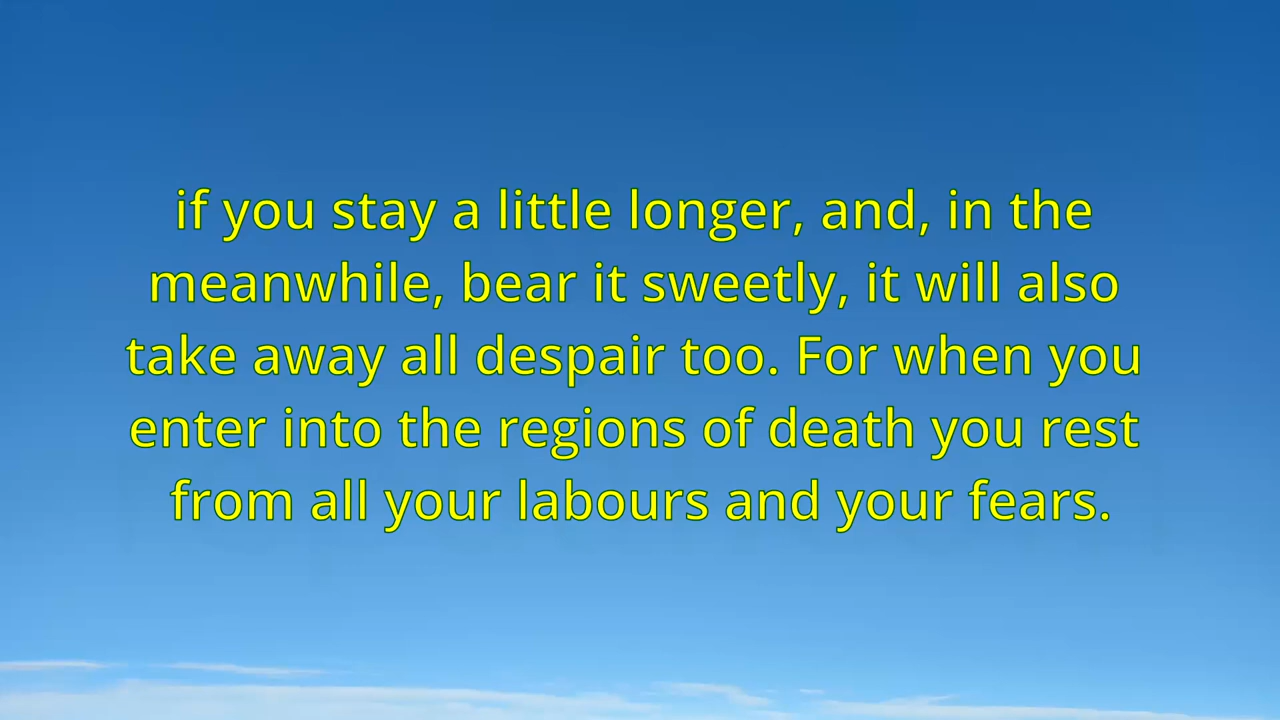 if you stay a little longer, and, in the
meanwhile, bear it sweetly, it will also
take away all despair too. For when you
enter into the regions of death you rest
from all your labours and your fears.